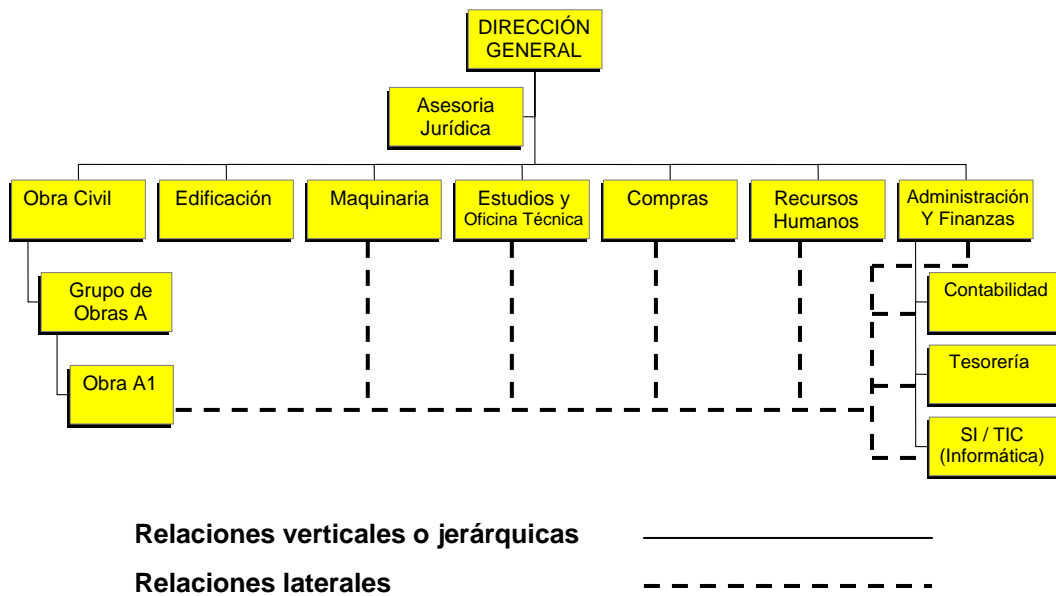 DIRECCIÓN
GENERAL
Asesoria
Jurídica
Obra Civil
Edificación
Maquinaria
Estudios y
Oficina Técnica
Compras
Recursos
Humanos
Administración
Y Finanzas
Grupo de
Obras A
Obra A1
Contabilidad
Tesorería
SI / TIC
(Informática)
Relaciones verticales o jerárquicas
Relaciones laterales